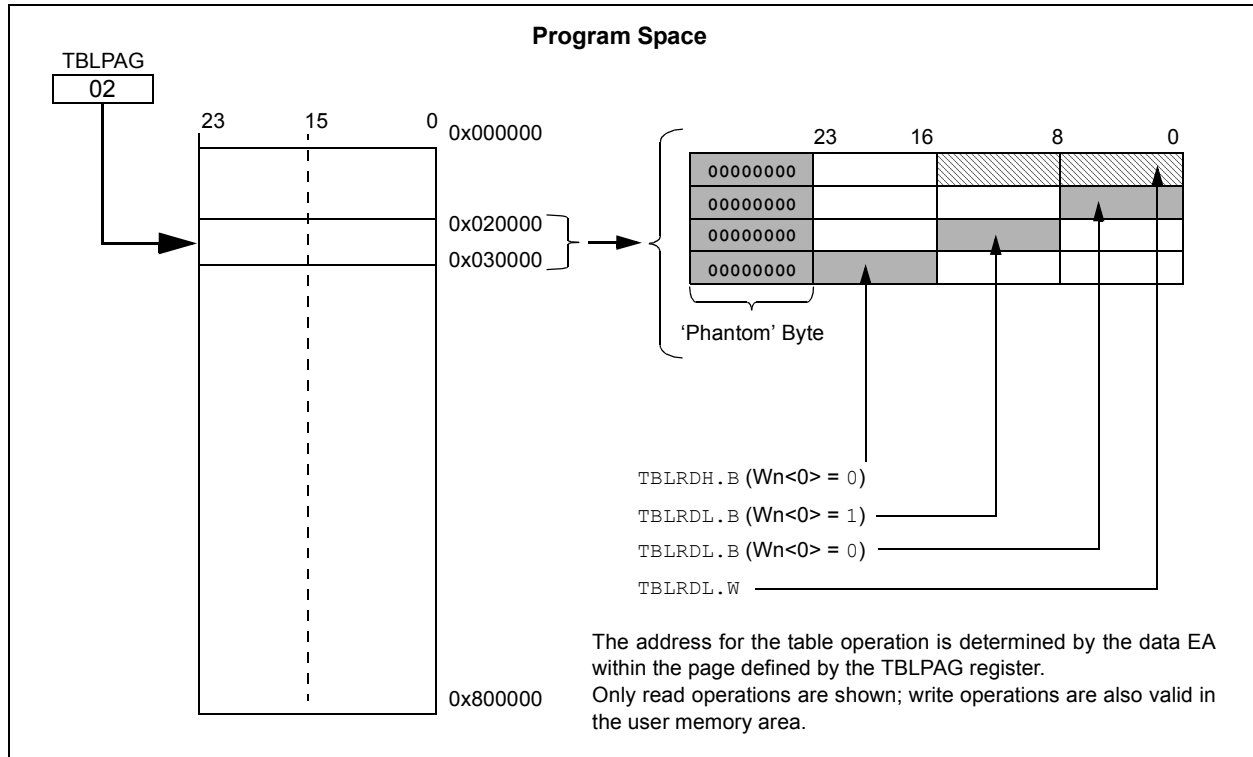 Program Space
TBLPAG
02
23 15 0
0x000000
0x020000
0x030000
0x800000
23 16 8 0
00000000
00000000
00000000
00000000
‘Phantom’ Byte
TBLRDH.B (Wn<0> = 0)
TBLRDL.B (Wn<0> = 1)
TBLRDL.B (Wn<0> = 0)
TBLRDL.W
The address for the table operation is determined by the data EA
within the page defined by the TBLPAG register.
Only read operations are shown; write operations are also valid in
the user memory area.